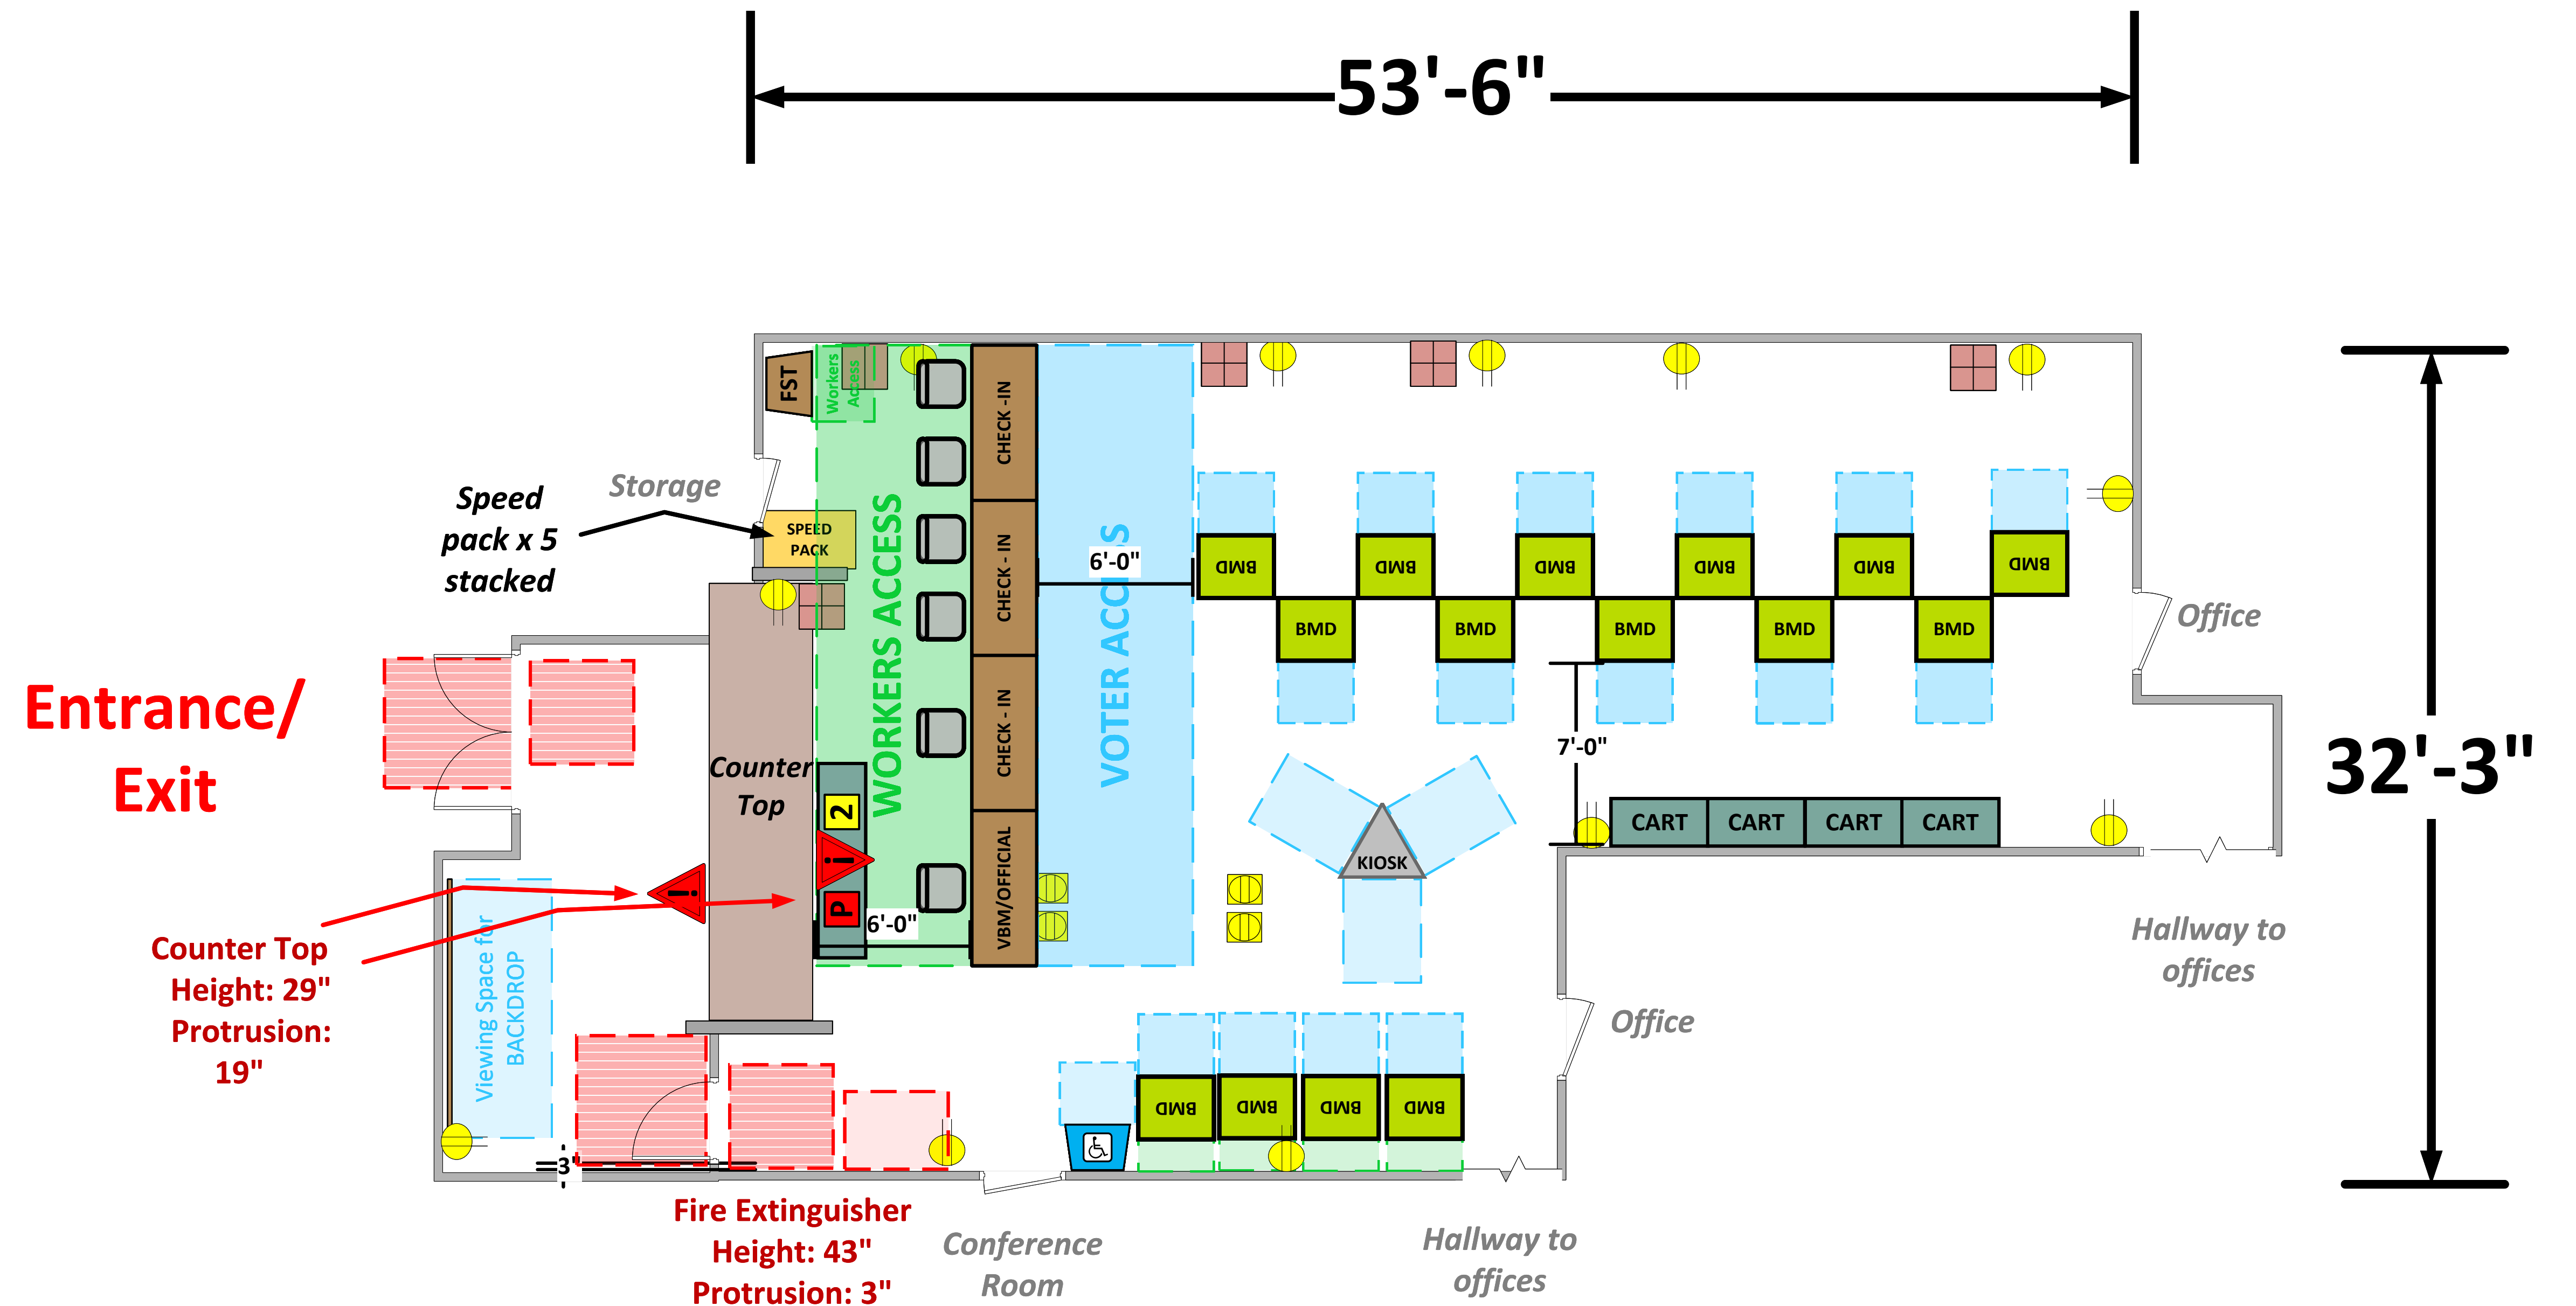 53'-6"
FST
Workers
Access
CHECK -IN
Speed
pack x 5
stacked
Storage
SPEED
PACK
WORKERS ACCESS
CHECK - IN
VOTER ACCESS
6'-0"
BMD
BMD
BMD
BMD
BMD
BMD
BMD
BMD
BMD
BMD
BMD
Office
Entrance/
Exit
CHECK - IN
7'-0"
32'-3"
Counter
Top
2
!
!
P
6'-0"
VBM/OFFICIAL
KIOSK
CART
CART
CART
CART
Counter Top
Height: 29"
Protrusion:
19"
Viewing Space for
BACKDROP
Hallway to
offices
Office
BMD
BMD
BMD
BMD
3"
Fire Extinguisher
Height: 43"
Protrusion: 3"
Conference
Room
Hallway to
offices